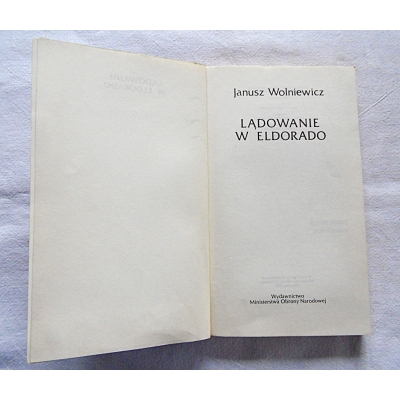 Janusz Wolniewicz
LĄDOWANIE
W ELDORADO
Wydawnictwo
Ministerstwa Obrony Narodowej